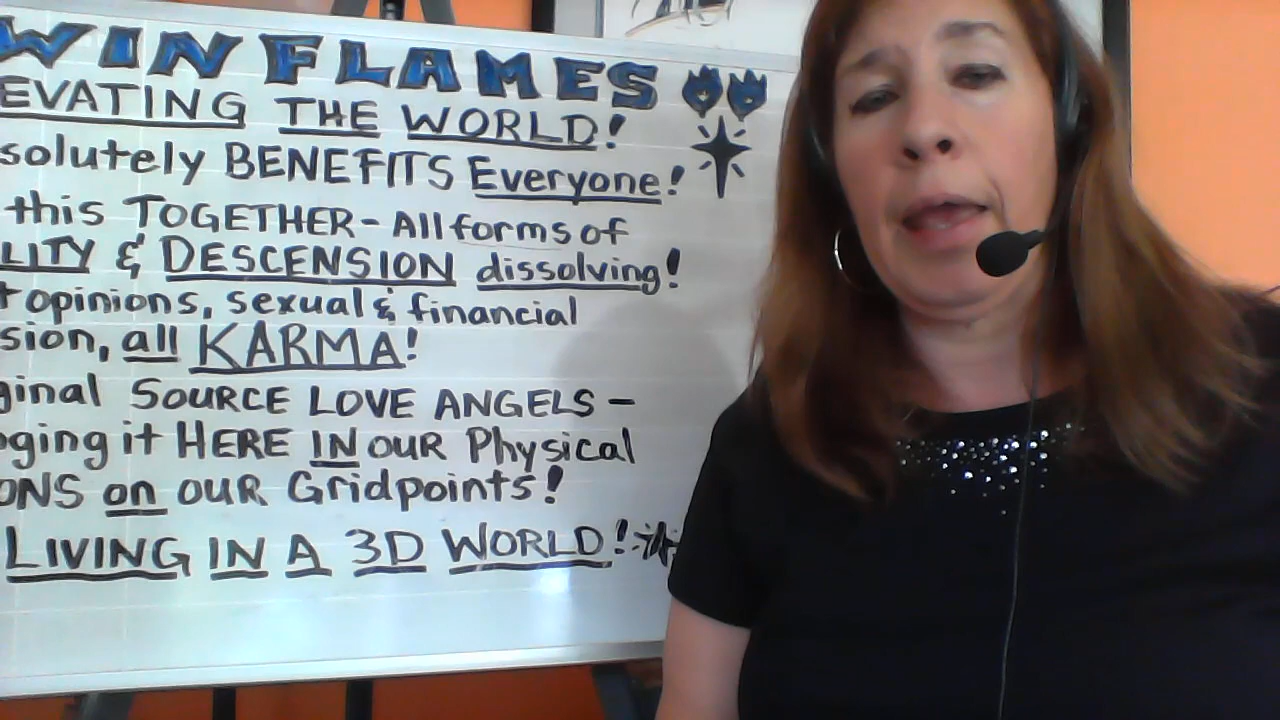 WIN FLAMES
EVATING THE WORLD!
solutely BENEFITS Everyone!
this TOGETHER - All forms of
LITY & DESCENSION dissolving!
opinions, sexual & financial
sion, all KARMA!
ginal SOURCE LOVE ANGELS -
ging it HERE IN OUR Physical
ONS on OUR Gridpoints!
LIVING IN A 3D WORLD!